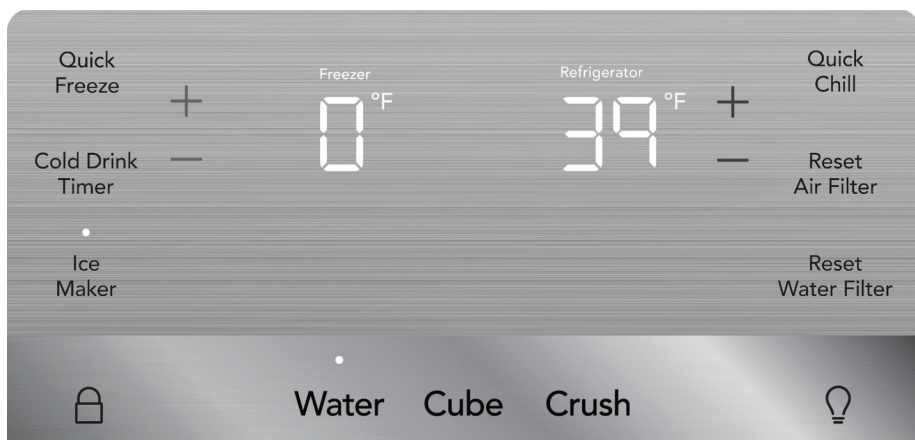 Quick
Freeze
Freezer
Refrigerator
Quick
Chill
+
0°F
39°F
+
Cold Drink
Timer
−
−
Reset
Air Filter
Ice
Maker
Reset
Water Filter
Water Cube Crush